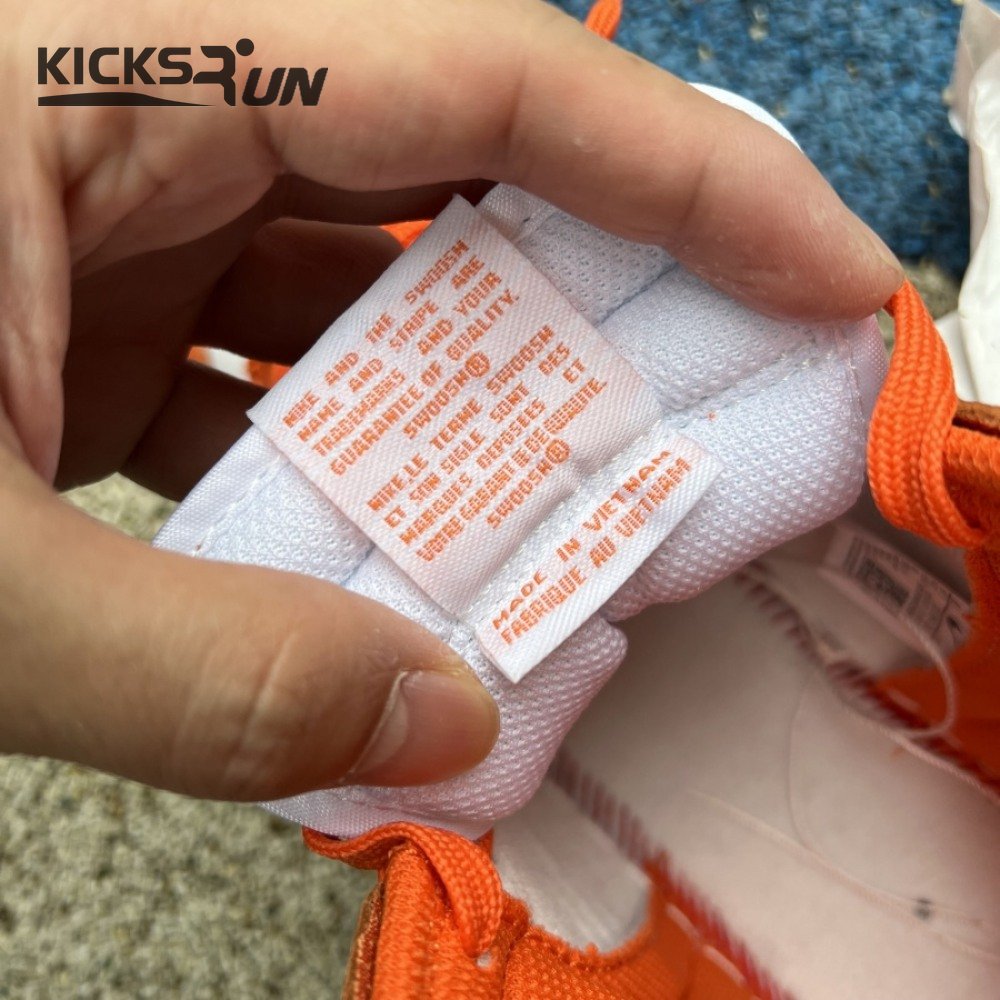 KICKSRUN
NIKE AND THE SWOOSH
NAME AND STRIPE ARE
TRADEMARKS AND YOUR
GUARANTEE OF QUALITY.
SWOOSH®
NIKE, LE TERME SWOOSH
ET SON SIGLE SONT DES
MARQUES DEPOSEES ET
VOTRE GARANTIE DE QUALITE.
SWOOSH®
MADE IN VIETNAM
FABRIQUE AU VIETNAM